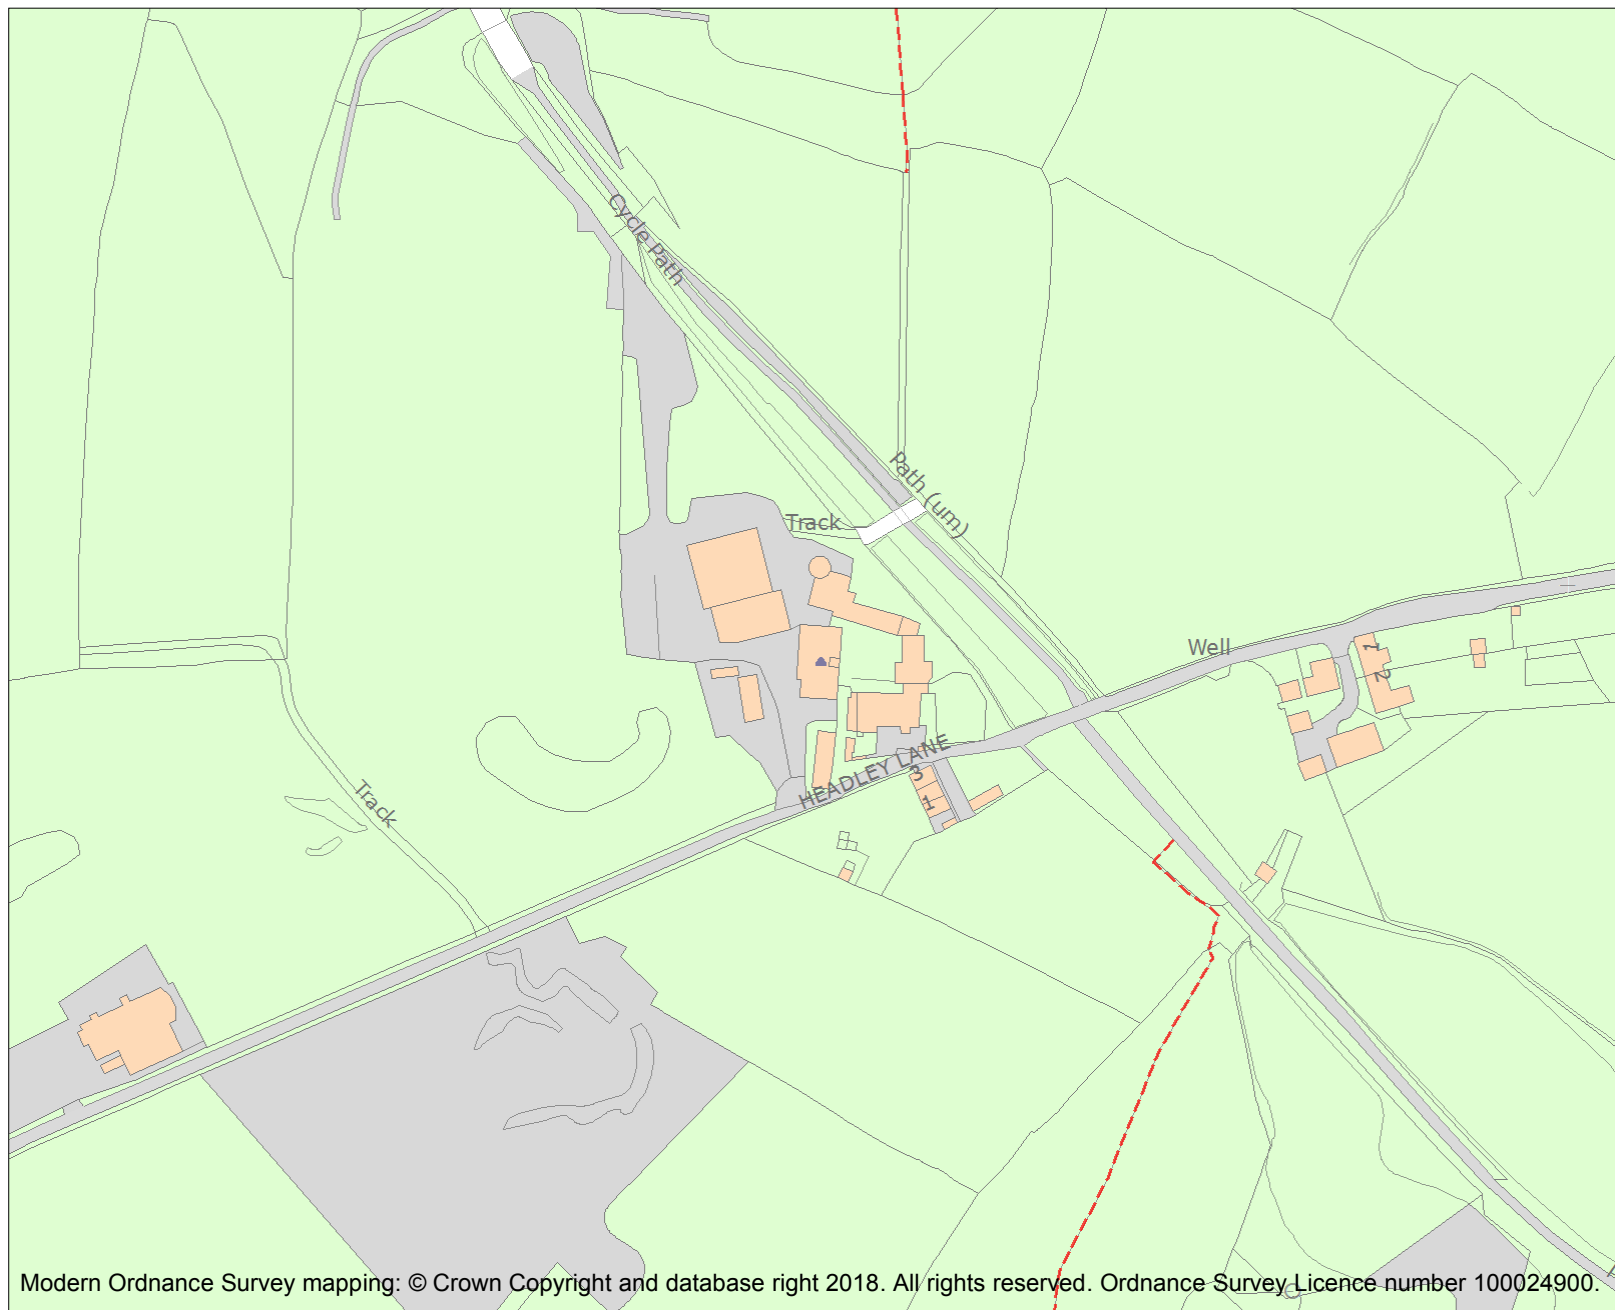 Cycle Path
Path (um)
Track
Well
1
2
HEADLEY LANE
3
1
Track
Modern Ordnance Survey mapping: © Crown Copyright and database right 2018. All rights reserved. Ordnance Survey Licence number 100024900.